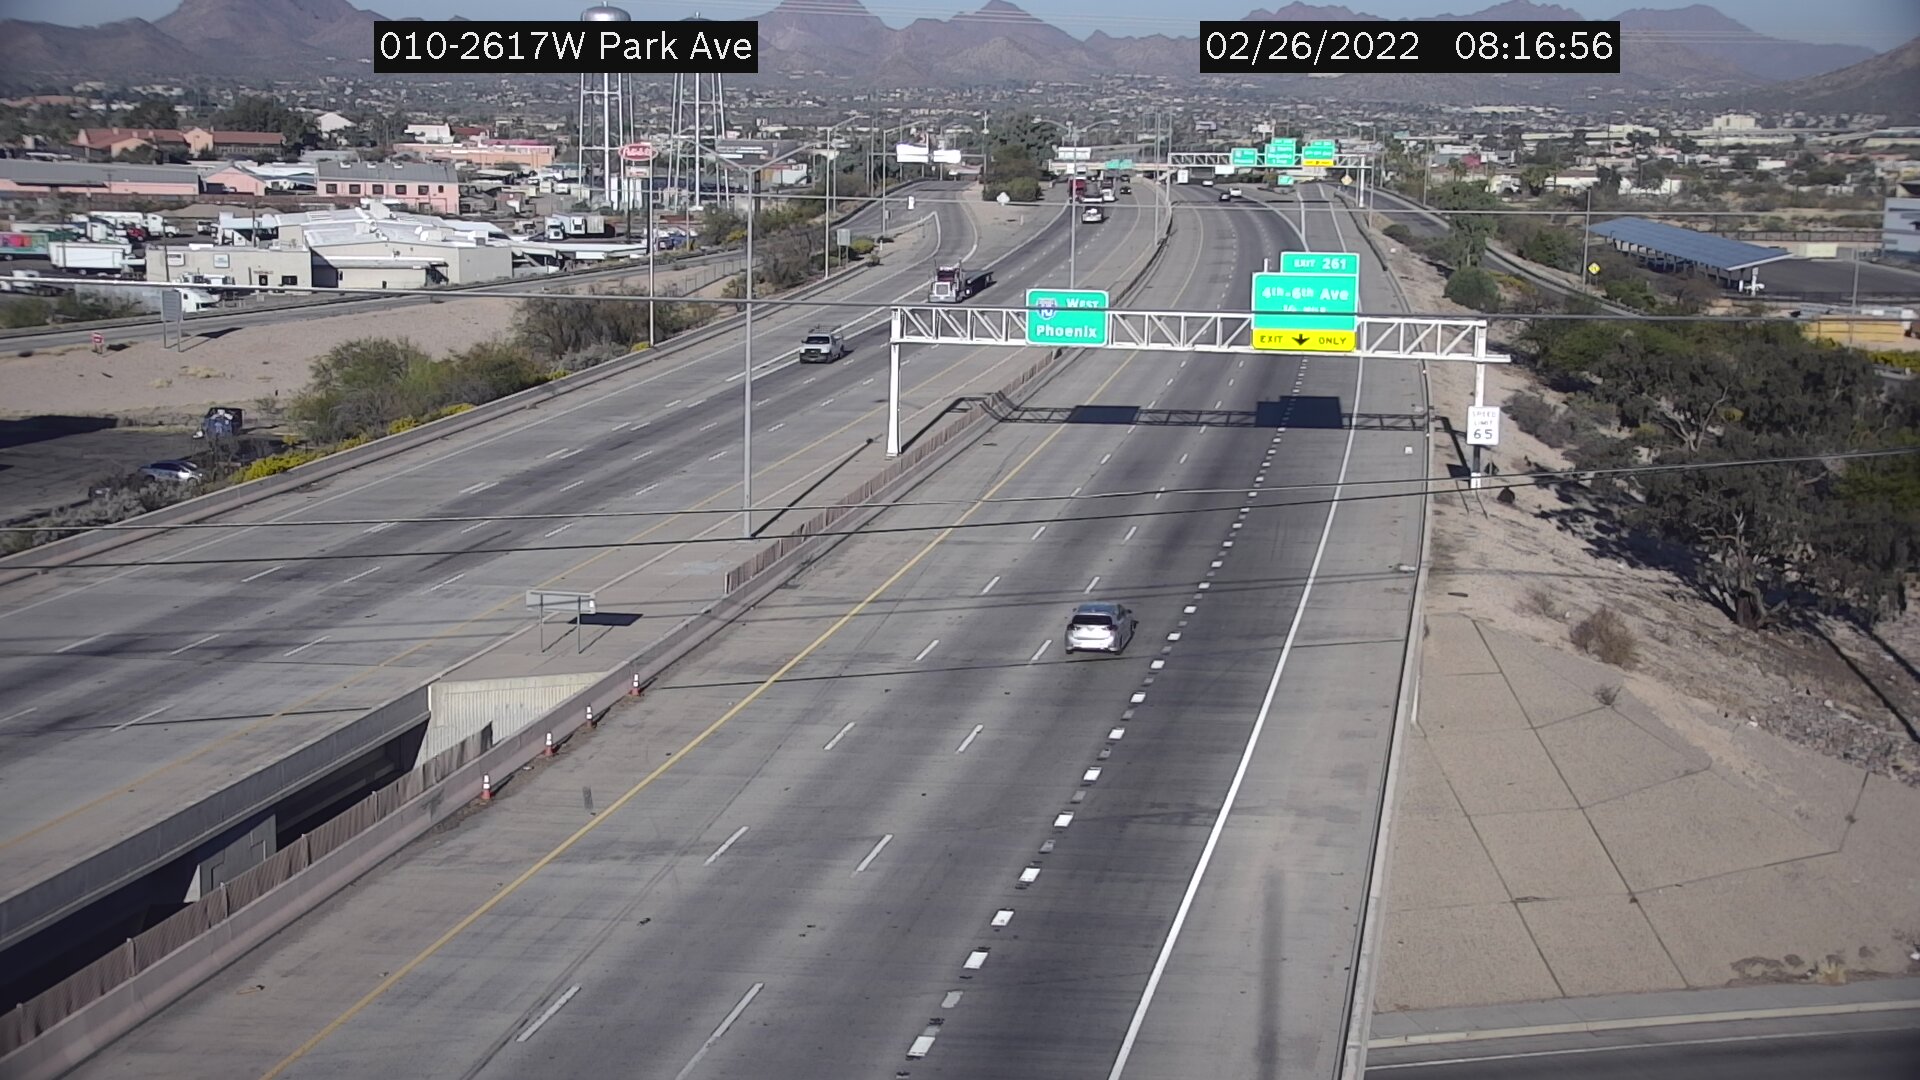 010-2617W Park Ave
02/26/2022 08:16:56
EXIT 261
4th-6th Ave
EXIT ONLY
10
WEST
Phoenix
SPEED
LIMIT
65